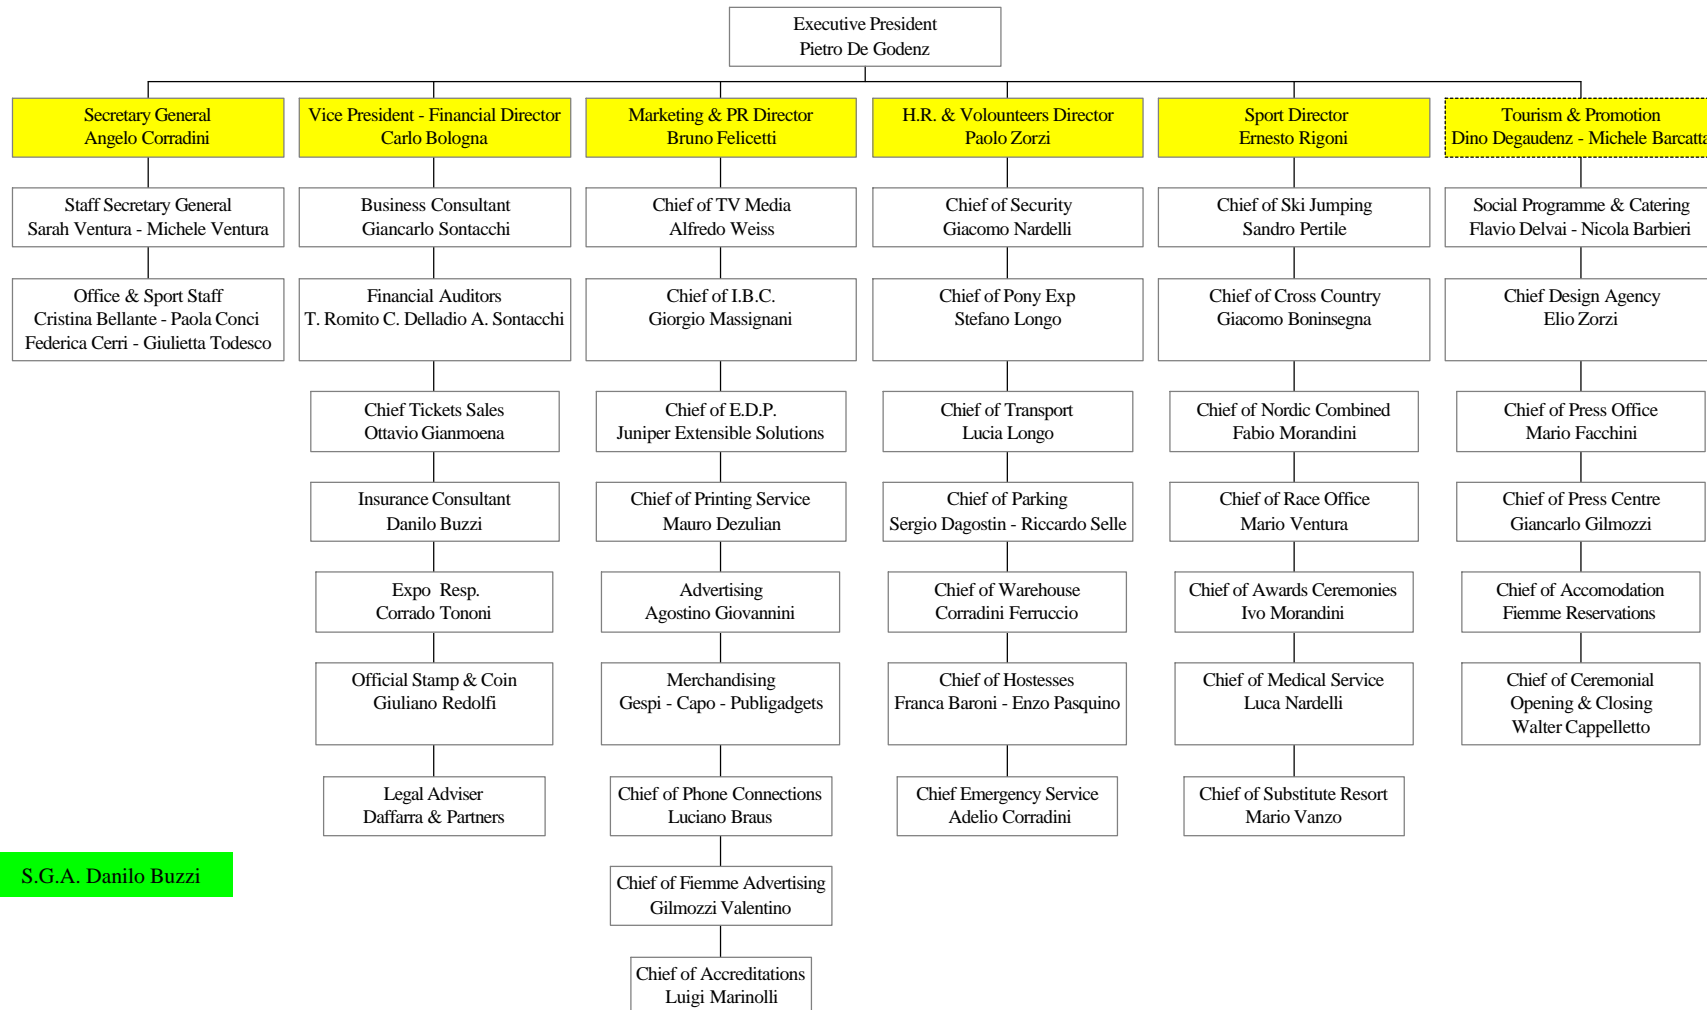 Executive President
Pietro De Godenz
Secretary General
Angelo Corradini
Vice President - Financial Director
Carlo Bologna
Marketing & PR Director
Bruno Felicetti
H.R. & Volounteers Director
Paolo Zorzi
Sport Director
Ernesto Rigoni
Tourism & Promotion
Dino Degaudenz - Michele Barcatta
Staff Secretary General
Sarah Ventura - Michele Ventura
Business Consultant
Giancarlo Sontacchi
Chief of TV Media
Alfredo Weiss
Chief of Security
Giacomo Nardelli
Chief of Ski Jumping
Sandro Pertile
Social Programme & Catering
Flavio Delvai - Nicola Barbieri
Office & Sport Staff
Cristina Bellante - Paola Conci
Federica Cerri - Giulietta Todesco
Financial Auditors
T. Romito C. Delladio A. Sontacchi
Chief of I.B.C.
Giorgio Massignani
Chief of Pony Exp
Stefano Longo
Chief of Cross Country
Giacomo Boninsegna
Chief Design Agency
Elio Zorzi
Chief Tickets Sales
Ottavio Gianmoena
Chief of E.D.P.
Juniper Extensible Solutions
Chief of Transport
Lucia Longo
Chief of Nordic Combined
Fabio Morandini
Chief of Press Office
Mario Facchini
Insurance Consultant
Danilo Buzzi
Chief of Printing Service
Mauro Dezulian
Chief of Parking
Sergio Dagostin - Riccardo Selle
Chief of Race Office
Mario Ventura
Chief of Press Centre
Giancarlo Gilmozzi
Expo Resp.
Corrado Tononi
Advertising
Agostino Giovannini
Chief of Warehouse
Corradini Ferruccio
Chief of Awards Ceremonies
Ivo Morandini
Chief of Accomodation
Fiemme Reservations
Official Stamp & Coin
Giuliano Redolfi
Merchandising
Gespi - Capo - Publigadgets
Chief of Hostesses
Franca Baroni - Enzo Pasquino
Chief of Medical Service
Luca Nardelli
Chief of Ceremonial
Opening & Closing
Walter Cappelletto
Legal Adviser
Daffarra & Partners
Chief of Phone Connections
Luciano Braus
Chief Emergency Service
Adelio Corradini
Chief of Substitute Resort
Mario Vanzo
S.G.A. Danilo Buzzi
Chief of Fiemme Advertising
Gilmozzi Valentino
Chief of Accreditations
Luigi Marinolli